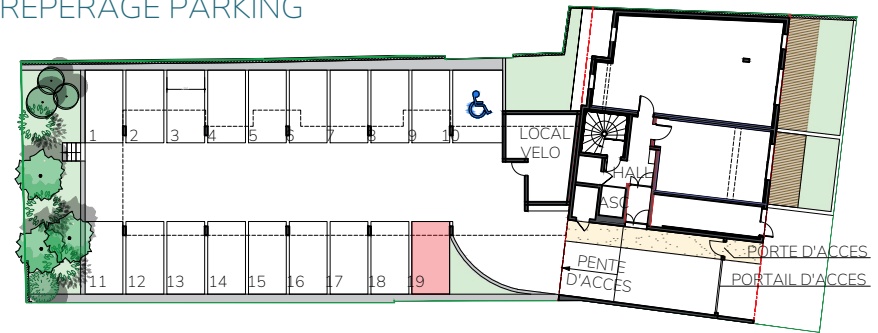 REPERAGE PARKING
1 2 3 4 5 6 7 8 9 10
LOCAL
VELO
HALL
ASC
11 12 13 14 15 16 17 18 19
PENTE
D'ACCES
PORTE D'ACCES
PORTAIL D'ACCES